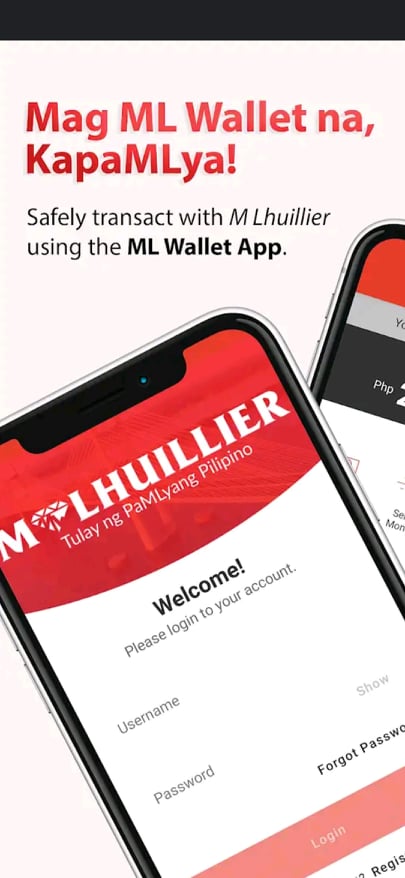 Mag ML Wallet na,
KapaMLya!
Safely transact with M Lhuillier
using the ML Wallet App.
Php
M LHUILLIER
Tulay ng PaMLyang Pilipino
Welcome!
Please login to your account.
Username
Show
Password
Forgot
Login